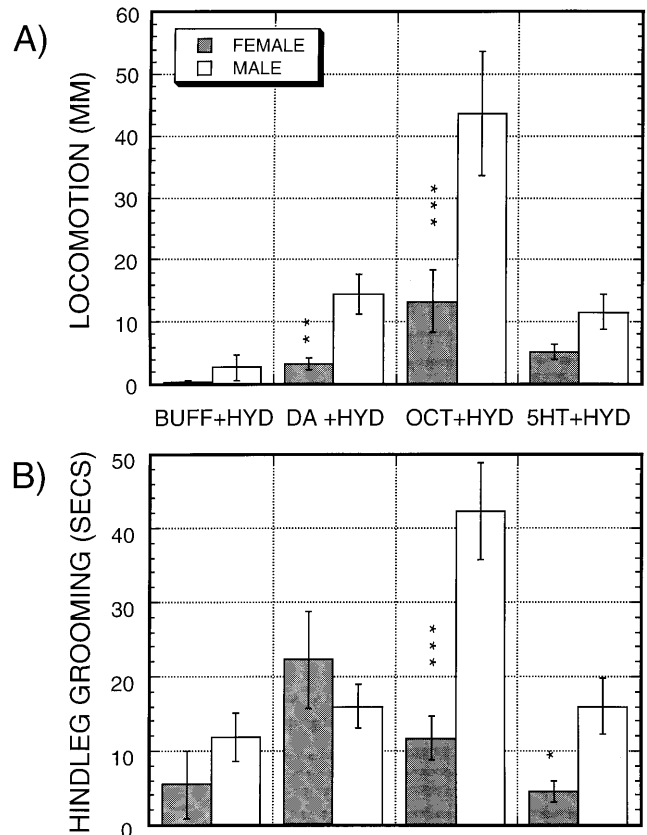 A)
LOCOMOTION (MM)
60
50
40
30
20
10
0
FEMALE
MALE
* *
* * *
BUFF+HYD DA +HYD OCT+HYD 5HT+HYD
B)
HINDLEG GROOMING (SECS)
50
40
30
20
10
0
* * *
*